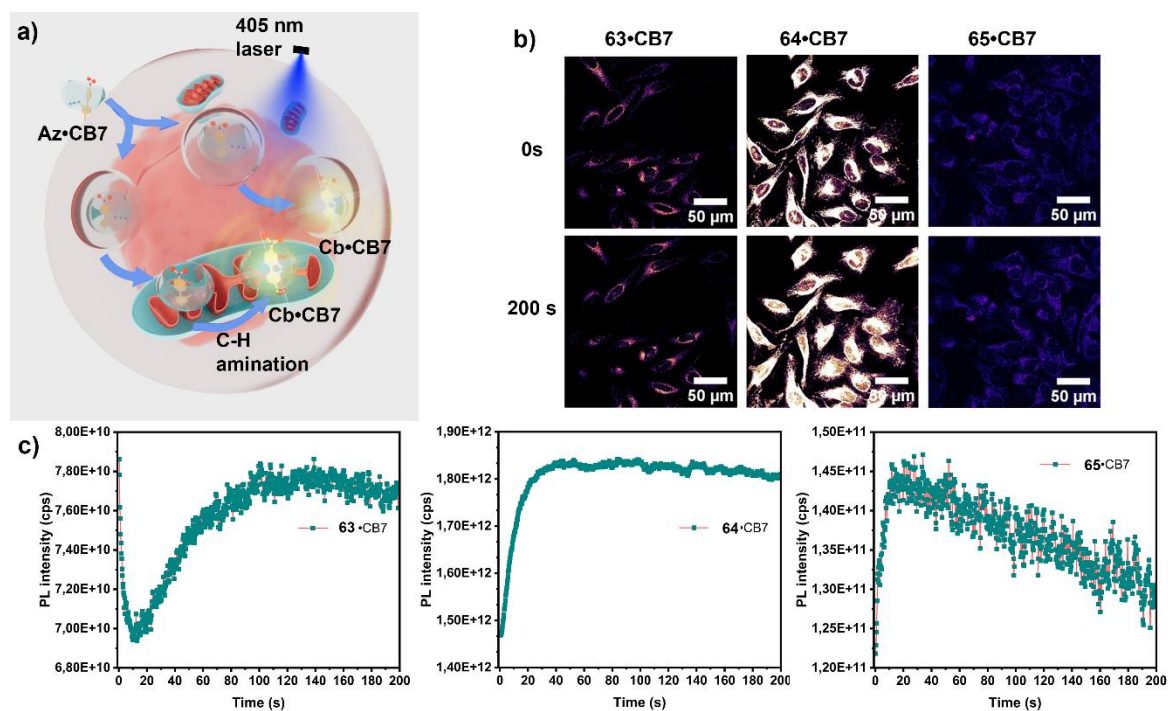 a)
405 nm
laser
Az•CB7
Cb•CB7
Cb•CB7
C-H
amination
b)
63•CB7
64•CB7
65•CB7
0s
50 µm
50 µm
50 µm
200 s
50 µm
50 µm
50 µm
c)
8,00E+10
7,80E+10
7,60E+10
7,40E+10
7,20E+10
7,00E+10
6,80E+10
PL intensity (cps)
63•CB7
0 20 40 60 80 100 120 140 160 180 200
Time (s)
1,90E+12
1,80E+12
1,70E+12
1,60E+12
1,50E+12
1,40E+12
PL intensity (cps)
64•CB7
0 20 40 60 80 100 120 140 160 180 200
Time (s)
1,50E+11
1,45E+11
1,40E+11
1,35E+11
1,30E+11
1,25E+11
1,20E+11
PL intensity (cps)
65•CB7
0 20 40 60 80 100 120 140 160 180 200
Time (s)